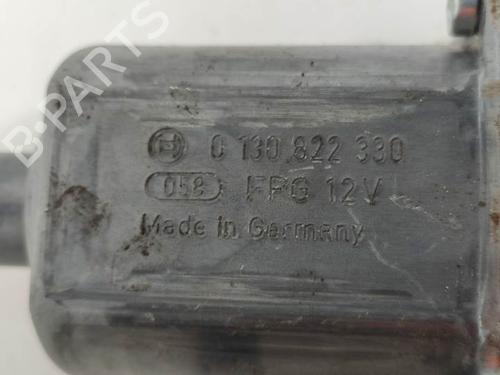 0 130 822 330
058 FPG 12V
Made in Germany
B-PARTS